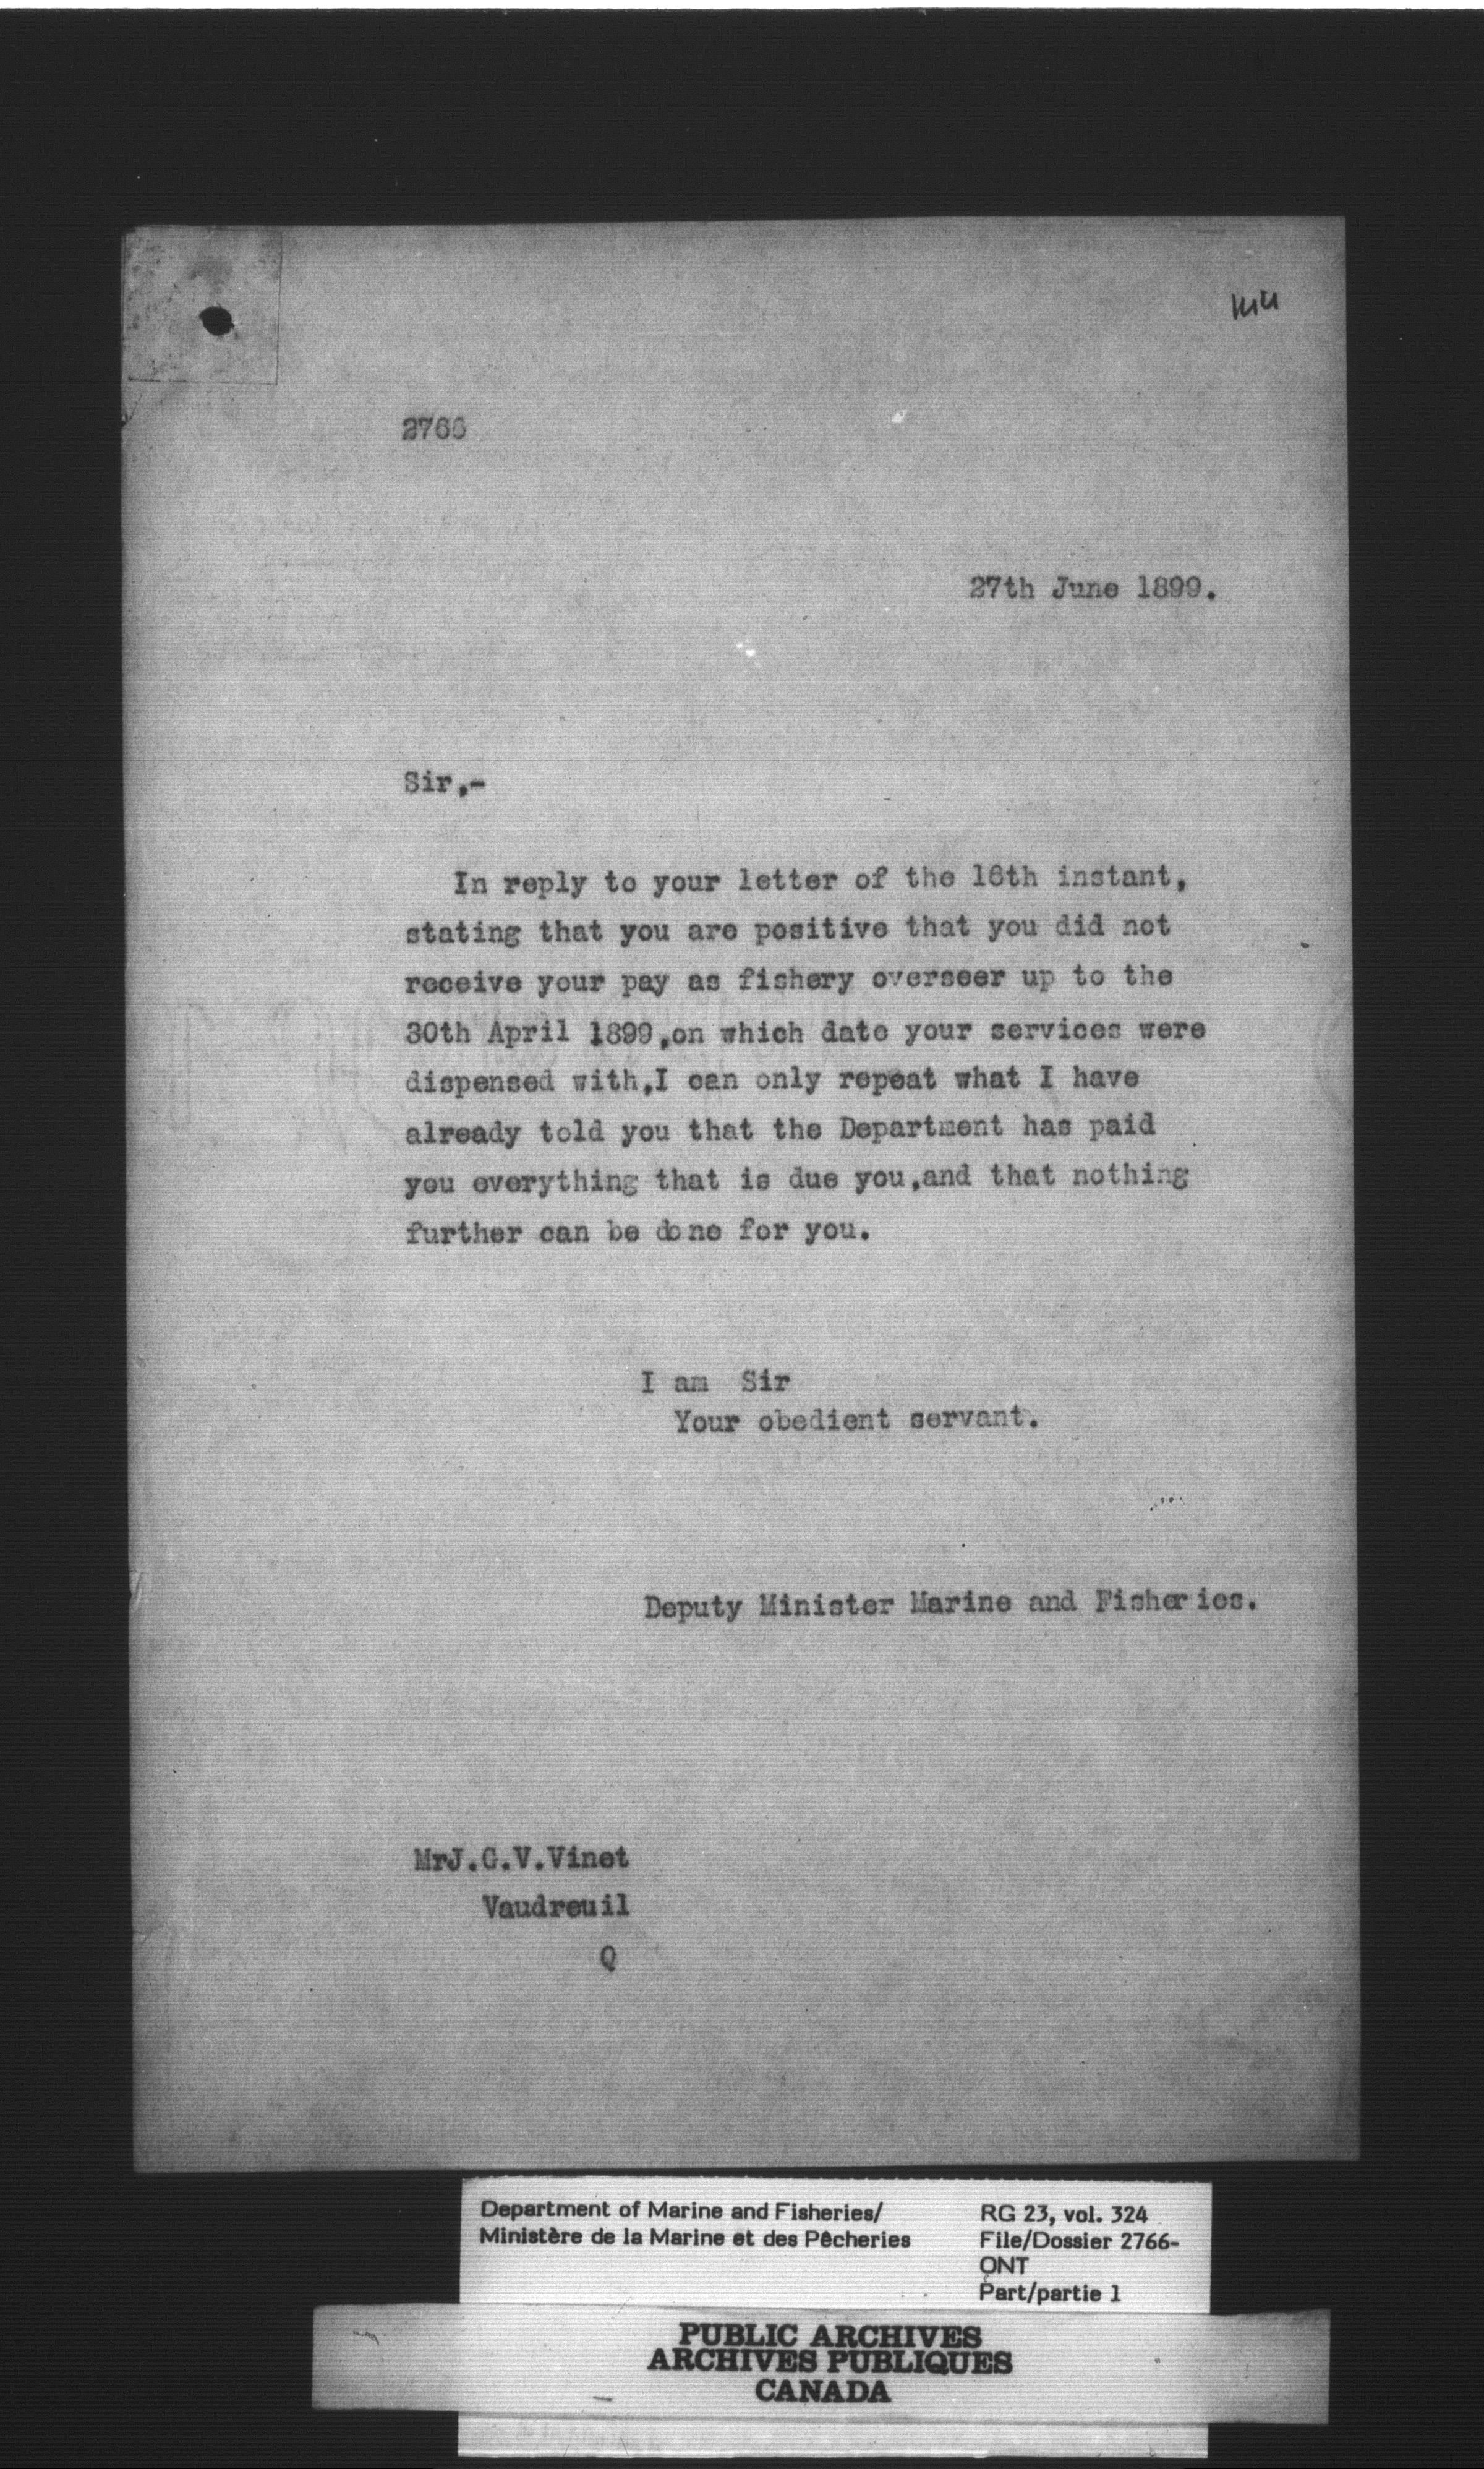 2766
27th June 1899.
Sir,-
In reply to your letter of the 16th instant,
stating that you are positive that you did not
receive your pay as fishery overseer up to the
30th April 1899,on which date your services were
dispensed with,I can only repeat what I have
already told you that the Department has paid
you everything that is due you,and that nothing
further can be done for you.
I am Sir
Your obedient servant.
Deputy Minister Marine and Fisheries.
MrJ.G.V.Vinet
Vaudreuil
Q
Department of Marine and Fisheries/
Ministère de la Marine et des Pêcheries
RG 23, vol. 324
File/Dossier 2766-
ONT
Part/partie 1
PUBLIC ARCHIVES
ARCHIVES PUBLIQUES
CANADA